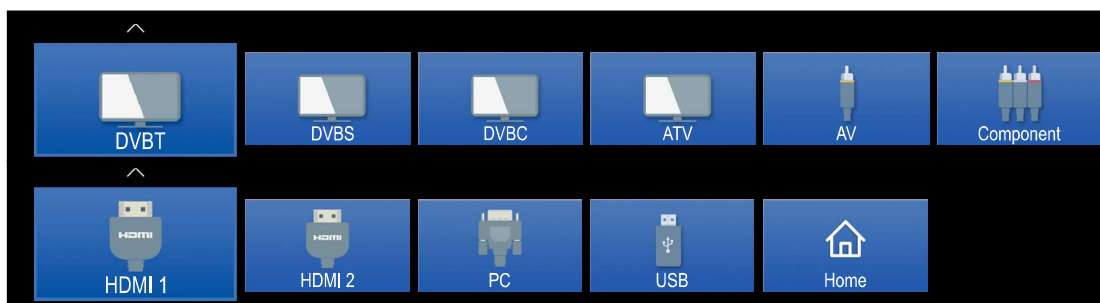 DVBT
DVBS
DVBC
ATV
AV
Component
HDMI
HDMI 1
HDMI
HDMI 2
PC
USB
Home